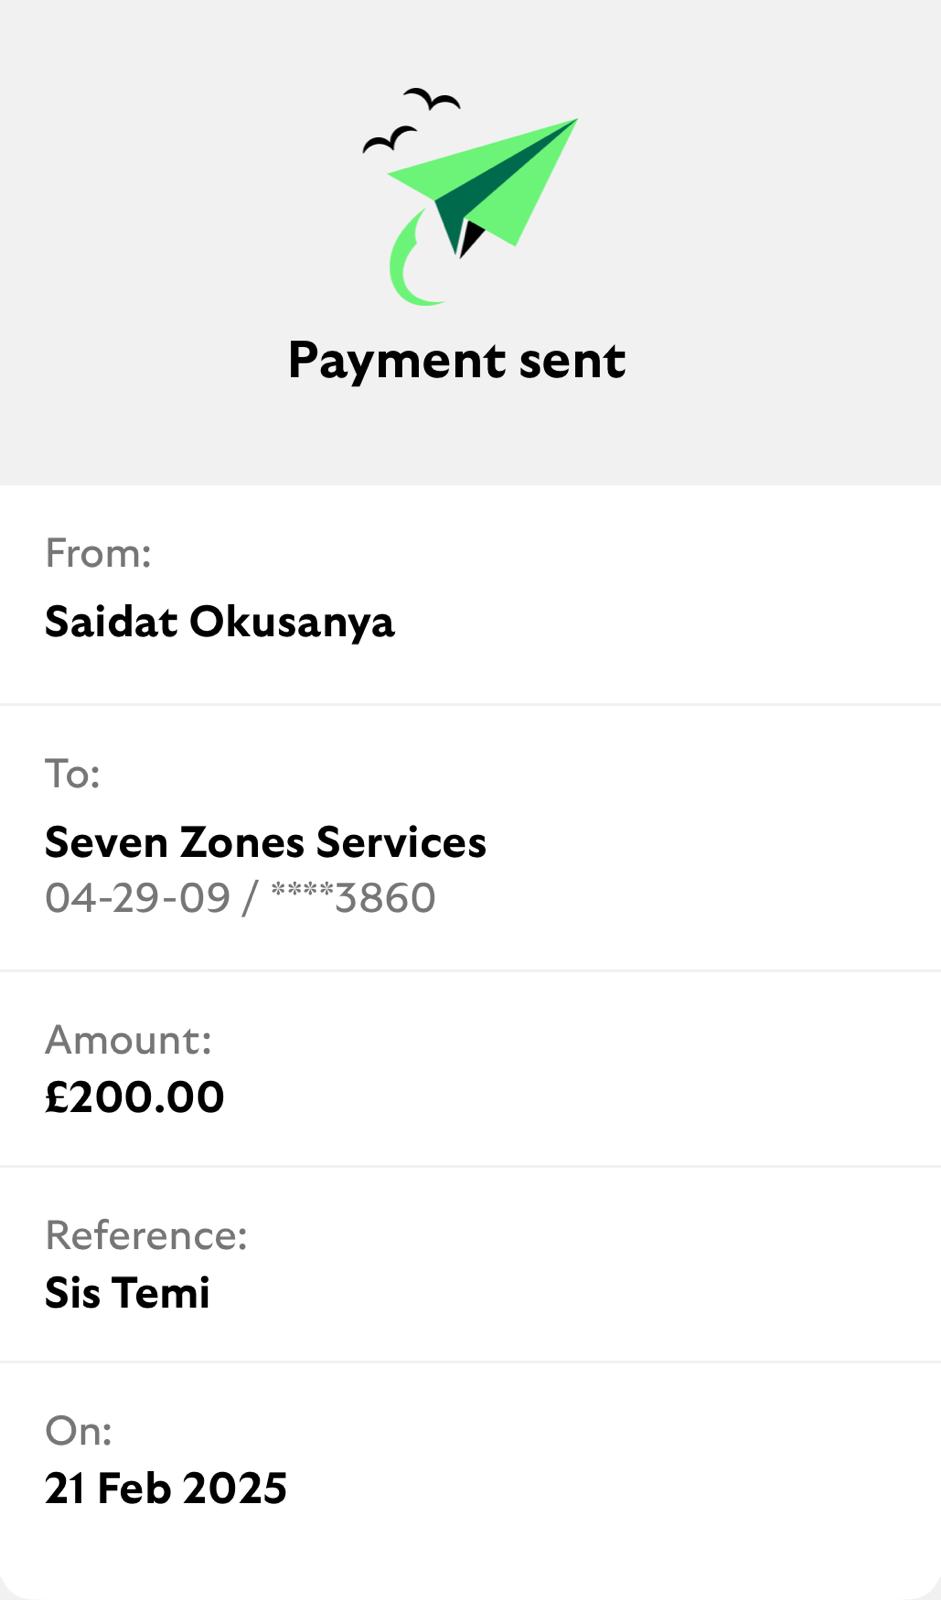 Payment sent
From:
Saidat Okusanya
To:
Seven Zones Services
04-29-09 / ****3860
Amount:
£200.00
Reference:
Sis Temi
On:
21 Feb 2025